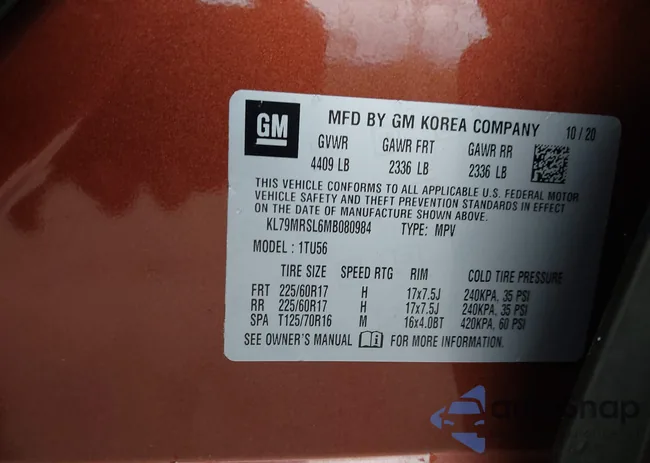 GM MFD BY GM KOREA COMPANY 10 / 20
GVWR GAWR FRT GAWR RR
4409 LB 2336 LB 2336 LB
THIS VEHICLE CONFORMS TO ALL APPLICABLE U.S. FEDERAL MOTOR
VEHICLE SAFETY AND THEFT PREVENTION STANDARDS IN EFFECT
ON THE DATE OF MANUFACTURE SHOWN ABOVE.
KL79MRSL6MB080984 TYPE: MPV
MODEL : 1TU56
TIRE SIZE SPEED RTG RIM COLD TIRE PRESSURE
FRT 225/60R17 H 17x7.5J 240KPA, 35 PSI
RR 225/60R17 H 17x7.5J 240KPA, 35 PSI
SPA T125/70R16 M 16x4.0BT 420KPA, 60 PSI
SEE OWNER'S MANUAL FOR MORE INFORMATION.